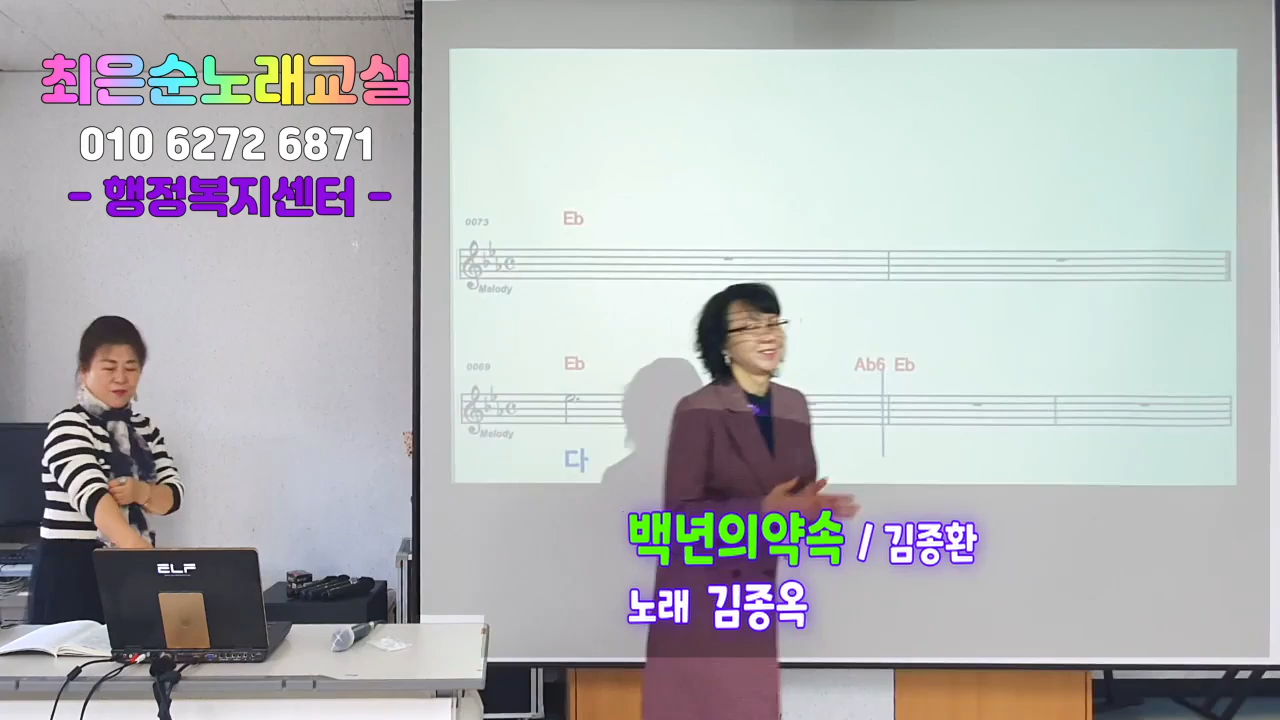 최은순노래교실
010 6272 6871
- 행정복지센터 -
0073
Eb
Melody
0069
Eb
Ab6 Eb
Melody
다
백년의약속 / 김종환
노래 김종옥
ELF